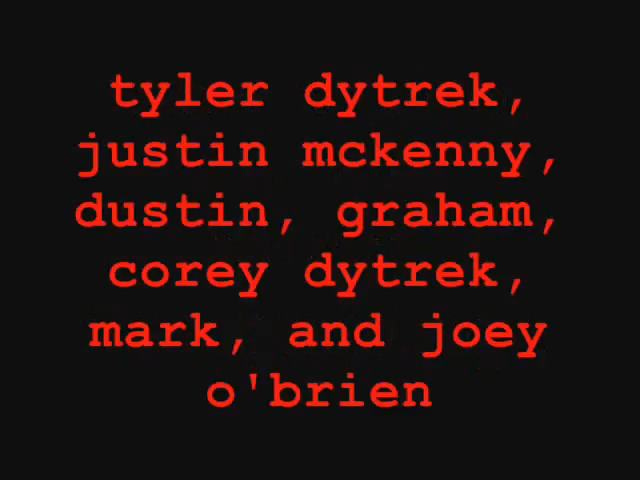 tyler dytrek,
justin mckenny,
dustin, graham,
corey dytrek,
mark, and joey
o'brien